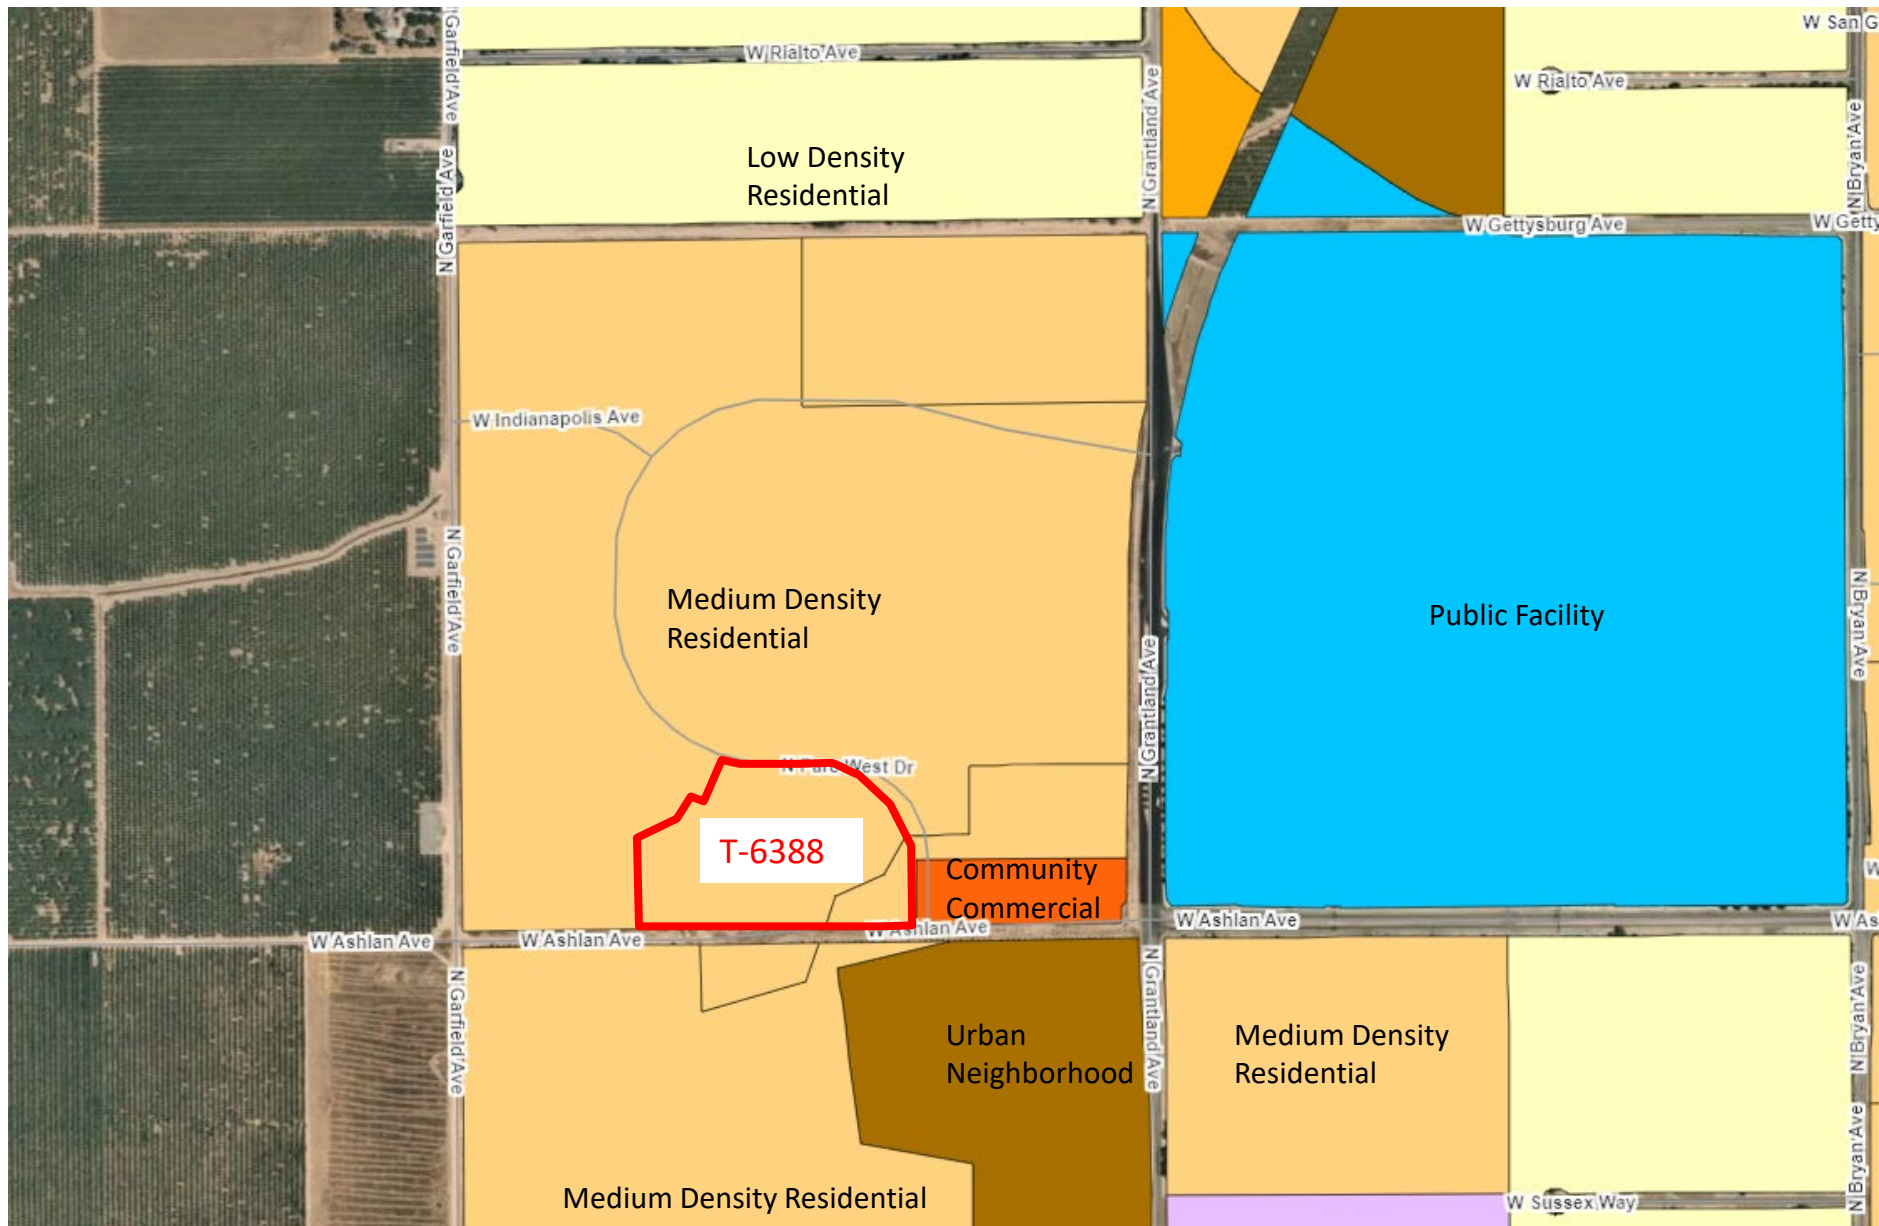 W San G
W Rialto Ave
W Rialto Ave
N Garfield Ave
N Grantland Ave
N Bryan Ave
Low Density
Residential
N Garfield Ave
W Gettysburg Ave
W Getty
W Indianapolis Ave
N Garfield Ave
Medium Density
Residential
Public Facility
N Grantland Ave
N Bryan Ave
West Dr
T-6388
Community
Commercial
W
W Ashlan Ave
W Ashlan Ave
W Ashlan Ave
W Ashlan Ave
W As
N Garfield Ave
N Grantland Ave
N Bryan Ave
Urban
Neighborhood
Medium Density
Residential
Medium Density Residential
W Sussex Way
N Bryan Ave